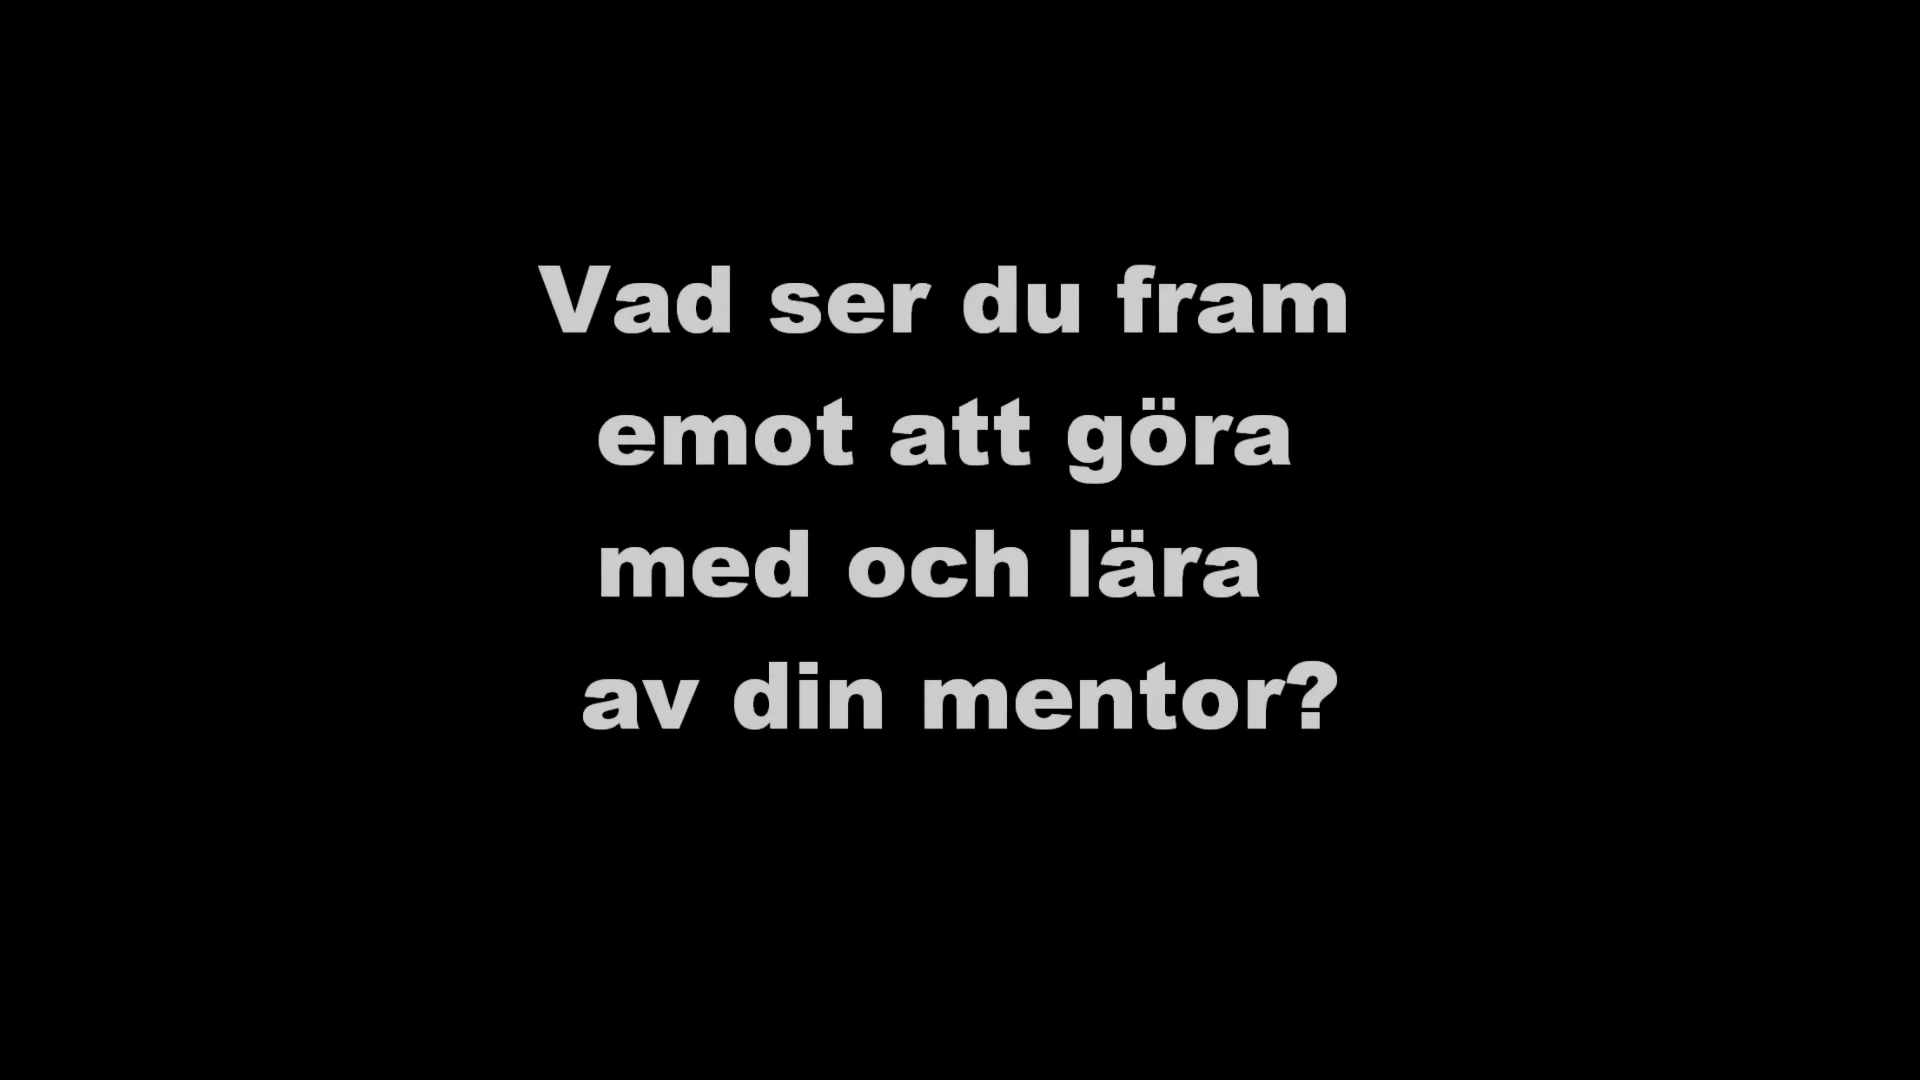 Vad ser du fram
emot att göra
med och lära
av din mentor?